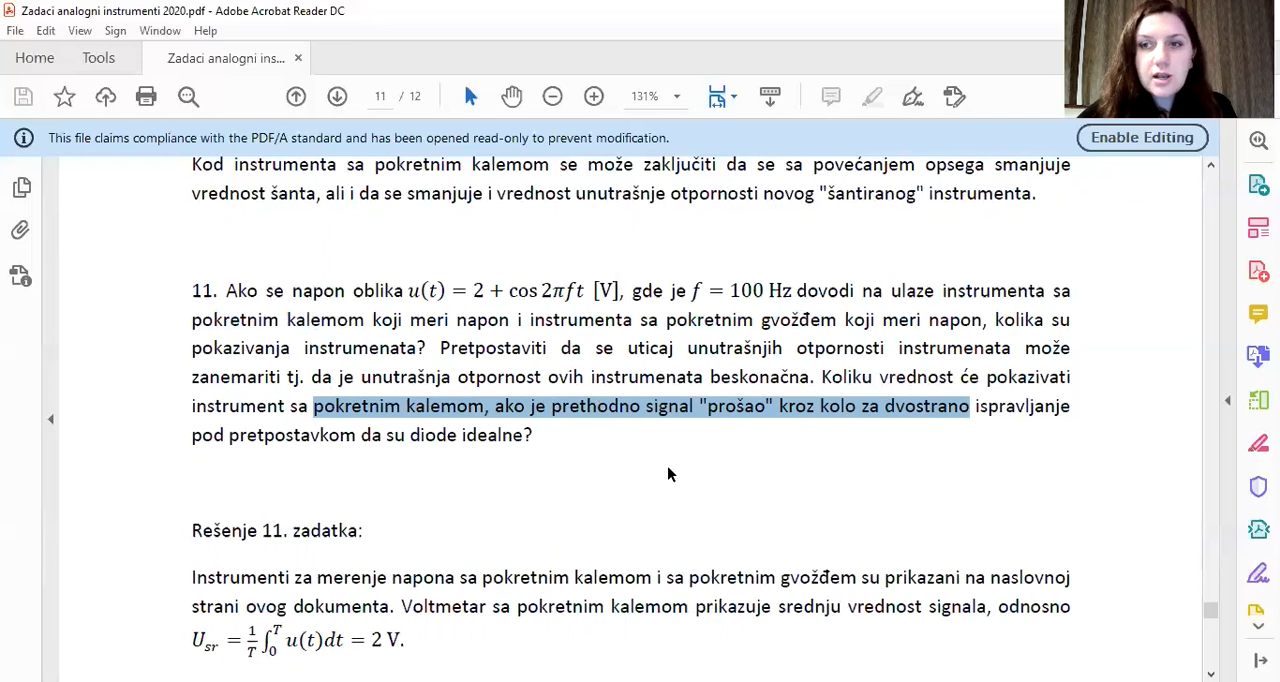 Zadaci analogni instrumenti 2020.pdf - Adobe Acrobat Reader DC
File Edit View Sign Window Help
Home Tools Zadaci analogni ins... ×
11 / 12 131%
This file claims compliance with the PDF/A standard and has been opened read-only to prevent modification. Enable Editing
Kod instrumenta sa pokretnim kalemom se može zaključiti da se sa povećanjem opsega smanjuje
vrednost šanta, ali i da se smanjuje i vrednost unutrašnje otpornosti novog "šantiranog" instrumenta.
11. Ako se napon oblika u(t) = 2 + cos 2πft [V], gde je f = 100 Hz dovodi na ulaze instrumenta sa
pokretnim kalemom koji meri napon i instrumenta sa pokretnim gvožđem koji meri napon, kolika su
pokazivanja instrumenata? Pretpostaviti da se uticaj unutrašnjih otpornosti instrumenata može
zanemariti tj. da je unutrašnja otpornost ovih instrumenata beskonačna. Koliku vrednost će pokazivati
instrument sa pokretnim kalemom, ako je prethodno signal "prošao" kroz kolo za dvostrano ispravljanje
pod pretpostavkom da su diode idealne?
Rešenje 11. zadatka:
Instrumenti za merenje napona sa pokretnim kalemom i sa pokretnim gvožđem su prikazani na naslovnoj
strani ovog dokumenta. Voltmetar sa pokretnim kalemom prikazuje srednju vrednost signala, odnosno
U_sr = 1/T ∫_0^T u(t)dt = 2 V.